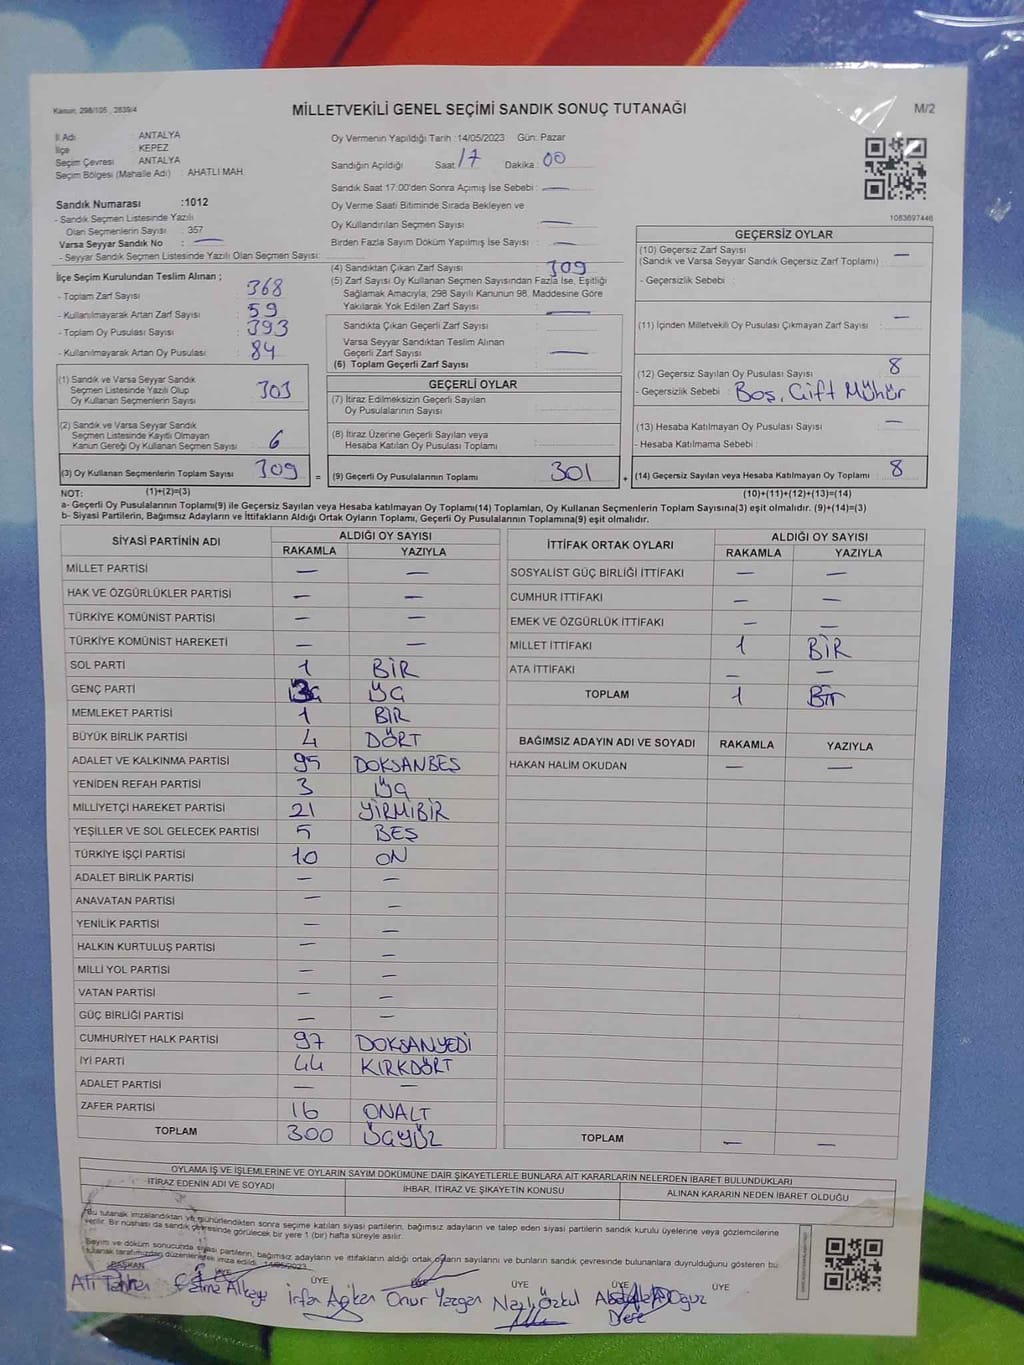 Kanun: 298/105 , 2839/4
MİLLETVEKİLİ GENEL SEÇİMİ SANDIK SONUÇ TUTANAĞI
M/2
İl Adı : ANTALYA
İlçe : KEPEZ
Seçim Çevresi : ANTALYA
Seçim Bölgesi (Mahalle Adı) : AHATLI MAH.
Oy Vermenin Yapıldığı Tarih :14/05/2023 Gün: Pazar
Sandığın Açıldığı Saat: 17 Dakika : 00
Sandık Saat 17.00'den Sonra Açımış İse Sebebi : —
Oy Verme Saati Bitiminde Sırada Bekleyen ve
Oy Kullandırılan Seçmen Sayısı : —
Birden Fazla Sayım Döküm Yapılmış İse Sayısı : —
1083697446
Sandık Numarası :1012
- Sandık Seçmen Listesinde Yazılı
Olan Seçmenlerin Sayısı : 357
Varsa Seyyar Sandık No : —
- Seyyar Sandık Seçmen Listesinde Yazılı Olan Seçmen Sayısı:
İlçe Seçim Kurulundan Teslim Alınan ;
- Toplam Zarf Sayısı : 368
- Kullanılmayarak Artan Zarf Sayısı : 59
- Toplam Oy Pusulası Sayısı : 393
- Kullanılmayarak Artan Oy Pusulası : 84
(1) Sandık ve Varsa Seyyar Sandık
Seçmen Listesinde Yazılı Olup
Oy Kullanan Seçmenlerin Sayısı : 303
(2) Sandık ve Varsa Seyyar Sandık
Seçmen Listesinde Kayıtlı Olmayan
Kanun Gereği Oy Kullanan Seçmen Sayısı : 6
(3) Oy Kullanan Seçmenlerin Toplam Sayısı : 309 =
(4) Sandıktan Çıkan Zarf Sayısı : 309
(5) Zarf Sayısı Oy Kullanan Seçmen Sayısından Fazla İse, Eşitliği
Sağlamak Amacıyla, 298 Sayılı Kanunun 98. Maddesine Göre
Yakılarak Yok Edilen Zarf Sayısı : —
Sandıkta Çıkan Geçerli Zarf Sayısı :
Varsa Seyyar Sandıktan Teslim Alınan
Geçerli Zarf Sayısı : —
(6) Toplam Geçerli Zarf Sayısı :
GEÇERLİ OYLAR
(7) İtiraz Edilmeksizin Geçerli Sayılan
Oy Pusulalarının Sayısı :
(8) İtiraz Üzerine Geçerli Sayılan veya
Hesaba Katılan Oy Pusulası Toplamı :
(9) Geçerli Oy Pusulalarının Toplamı : 301 +
GEÇERSİZ OYLAR
(10) Geçersiz Zarf Sayısı
(Sandık ve Varsa Seyyar Sandık Geçersiz Zarf Toplamı) : —
- Geçersizlik Sebebi :
(11) İçinden Milletvekili Oy Pusulası Çıkmayan Zarf Sayısı : —
(12) Geçersiz Sayılan Oy Pusulası Sayısı : 8
- Geçersizlik Sebebi : Boş, Çift Mühür
(13) Hesaba Katılmayan Oy Pusulası Sayısı : —
- Hesaba Katılmama Sebebi :
(14) Geçersiz Sayılan veya Hesaba Katılmayan Oy Toplamı : 8
NOT: (1)+(2)=(3) (10)+(11)+(12)+(13)=(14)
a- Geçerli Oy Pusulalarının Toplamı(9) ile Geçersiz Sayılan veya Hesaba katılmayan Oy Toplamı(14) Toplamları, Oy Kullanan Seçmenlerin Toplam Sayısına(3) eşit olmalıdır. (9)+(14)=(3)
b- Siyasi Partilerin, Bağımsız Adayların ve İttifakların Aldığı Ortak Oyların Toplamı, Geçerli Oy Pusulalarının Toplamına(9) eşit olmalıdır.
SİYASİ PARTİNİN ADI ALDIĞI OY SAYISI
RAKAMLA YAZIYLA
MİLLET PARTİSİ — —
HAK VE ÖZGÜRLÜKLER PARTİSİ — —
TÜRKİYE KOMÜNİST PARTİSİ — —
TÜRKİYE KOMÜNİST HAREKETİ — —
SOL PARTİ 1 BİR
GENÇ PARTİ 3 ÜÇ
MEMLEKET PARTİSİ 1 BİR
BÜYÜK BİRLİK PARTİSİ 4 DÖRT
ADALET VE KALKINMA PARTİSİ 95 DOKSANBEŞ
YENİDEN REFAH PARTİSİ 3 ÜÇ
MİLLİYETÇİ HAREKET PARTİSİ 21 YİRMİBİR
YEŞİLLER VE SOL GELECEK PARTİSİ 5 BEŞ
TÜRKİYE İŞÇİ PARTİSİ 10 ON
ADALET BİRLİK PARTİSİ — —
ANAVATAN PARTİSİ — —
YENİLİK PARTİSİ — —
HALKIN KURTULUŞ PARTİSİ — —
MİLLİ YOL PARTİSİ — —
VATAN PARTİSİ — —
GÜÇ BİRLİĞİ PARTİSİ — —
CUMHURİYET HALK PARTİSİ 97 DOKSANYEDİ
İYİ PARTİ 44 KIRKDÖRT
ADALET PARTİSİ — —
ZAFER PARTİSİ 16 ONALT
TOPLAM 300 ÜÇYÜZ
İTTİFAK ORTAK OYLARI ALDIĞI OY SAYISI
RAKAMLA YAZIYLA
SOSYALİST GÜÇ BİRLİĞİ İTTİFAKI — —
CUMHUR İTTİFAKI — —
EMEK VE ÖZGÜRLÜK İTTİFAKI — —
MİLLET İTTİFAKI 1 BİR
ATA İTTİFAKI — —
TOPLAM 1 Bir
BAĞIMSIZ ADAYIN ADI VE SOYADI RAKAMLA YAZIYLA
HAKAN HALİM OKUDAN — —
TOPLAM — —
OYLAMA İŞ VE İŞLEMLERİNE VE OYLARIN SAYIM DÖKÜMÜNE DAİR ŞİKAYETLERLE BUNLARA AİT KARARLARIN NELERDEN İBARET BULUNDUKLARI
İTİRAZ EDENİN ADI VE SOYADI İHBAR, İTİRAZ VE ŞİKAYETİN KONUSU ALINAN KARARIN NEDEN İBARET OLDUĞU
Bu tutanak imzalandıktan ve mühürlendikten sonra seçime katılan siyasi partilerin, bağımsız adayların ve talep eden siyasi partilerin sandık kurulu üyelerine veya gözlemcilerine
verilir. Bir nüshası da sandık çevresinde görülecek bir yere 1 (bir) hafta süreyle asılır.
Sayım ve döküm sonucunda siyasi partilerin, bağımsız adayların ve ittifakların aldığı ortak oyların sayılarını ve bunların sandık çevresinde bulunanlara duyrulduğunu gösteren bu
tutanak tarafımızdan düzenlenerek imza edildi. 14/05/2023
BAŞKAN ÜYE ÜYE ÜYE ÜYE ÜYE
Irfan Onur Yazgan Özkul Oğuz